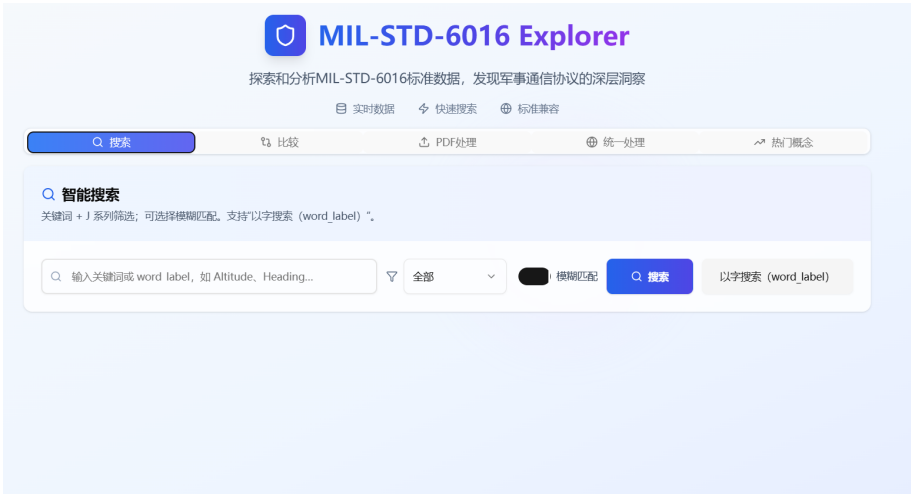 MIL-STD-6016 Explorer
探索和分析MIL-STD-6016标准数据，发现军事通信协议的深层洞察
实时数据 快速搜索 标准兼容
搜索 比较 PDF处理 统一处理 热门概念
智能搜索
关键词 + J 系列筛选；可选择模糊匹配。支持“以字搜索（word_label）”。
输入关键词或 word_label，如 Altitude、Heading... 全部 模糊匹配 搜索 以字搜索（word_label）